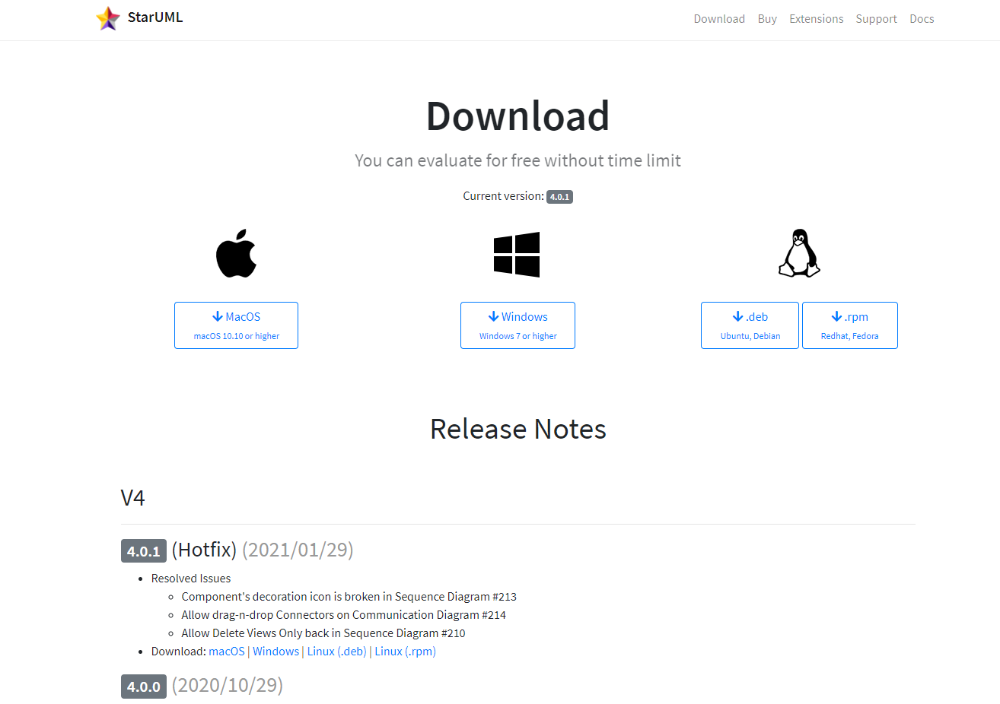 StarUML
Download Buy Extensions Support Docs
Download
You can evaluate for free without time limit
Current version: 4.0.1
MacOS
macOS 10.10 or higher
Windows
Windows 7 or higher
.deb
Ubuntu, Debian
.rpm
Redhat, Fedora
Release Notes
V4
4.0.1 (Hotfix) (2021/01/29)
Resolved Issues
Component's decoration icon is broken in Sequence Diagram #213
Allow drag-n-drop Connectors on Communication Diagram #214
Allow Delete Views Only back in Sequence Diagram #210
Download: macOS | Windows | Linux (.deb) | Linux (.rpm)
4.0.0 (2020/10/29)